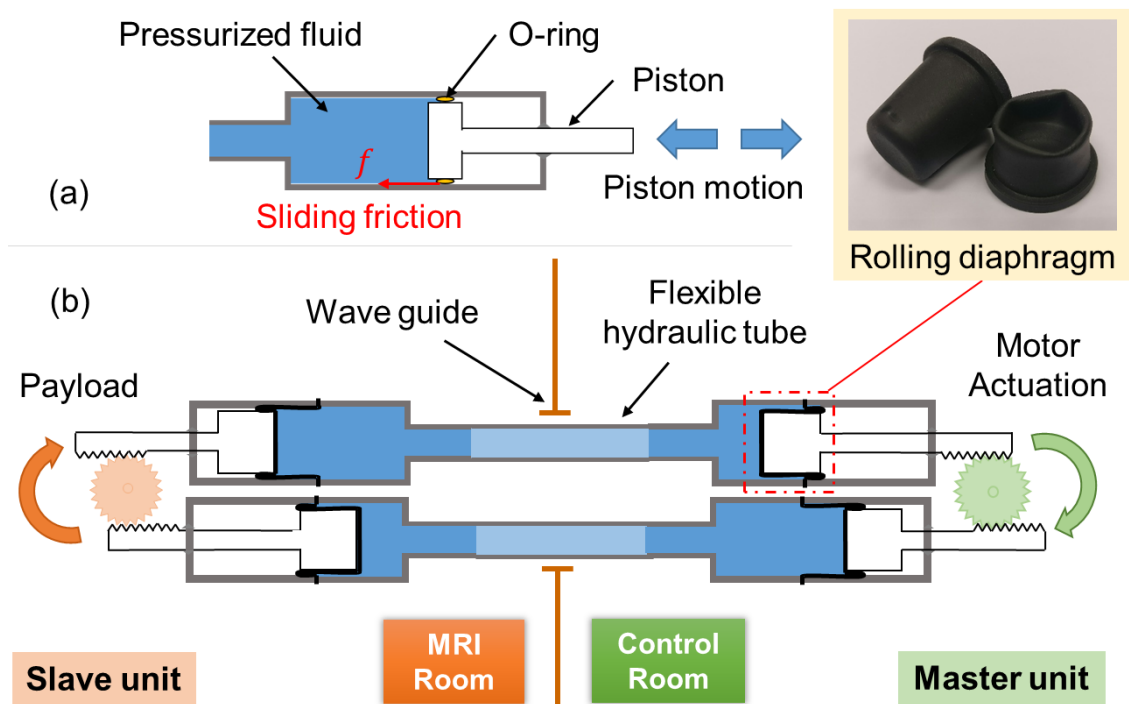 Pressurized fluid
O-ring
Piston
f
Sliding friction
Piston motion
(a)
Rolling diaphragm
(b)
Wave guide
Flexible
hydraulic tube
Payload
Motor
Actuation
MRI
Room
Control
Room
Slave unit
Master unit